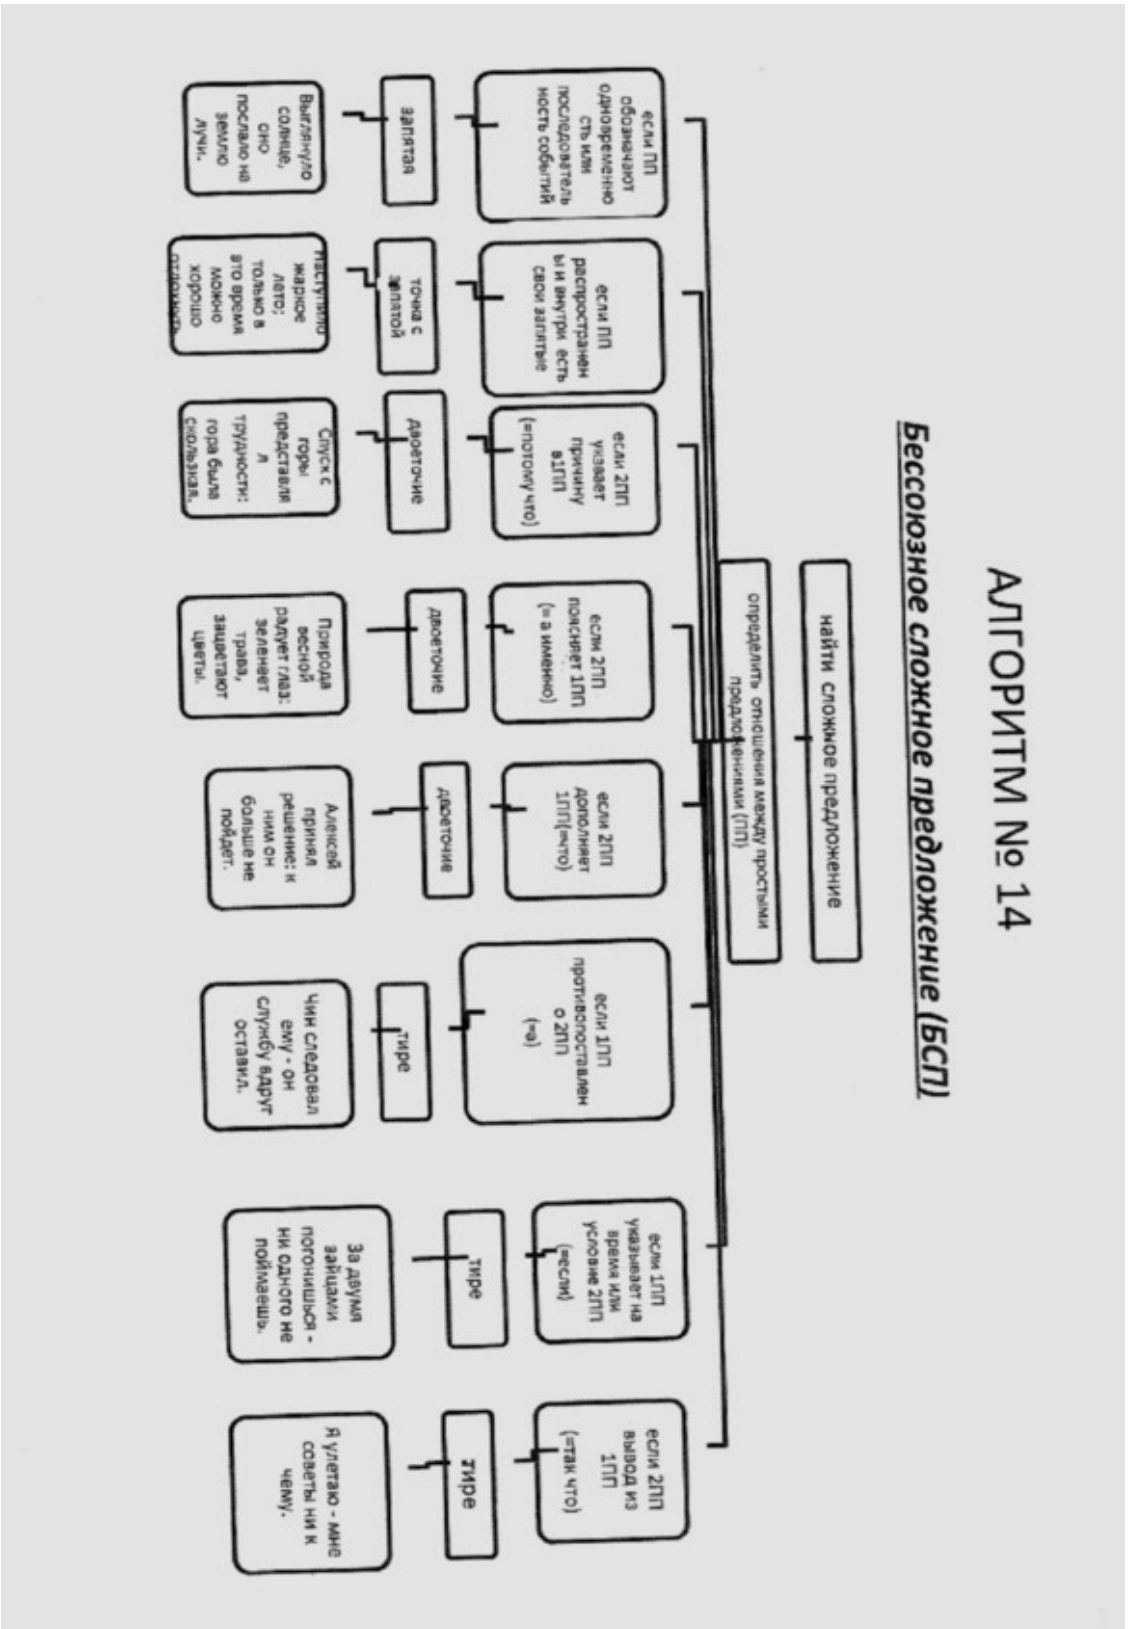 АЛГОРИТМ № 14
Бессоюзное сложное предложение (БСП)
найти сложное предложение
определить отношения между простыми
предложениями (ПП)
если ПП
обозначают
одновременно
сть или
последователь
ность событий
запятая
Выглянуло
солнце,
оно
послало на
землю
лучи.
если ПП
распространен
ы и внутри есть
свои запятые
точка с
запятой
Наступило
жаркое
лето;
только в
это время
можно
хорошо
отдохнуть
если 2ПП
указвает
причину
в1ПП
(=потому что)
двоеточие
Спуск с
горы
представля
л
трудности:
гора была
скользкая.
если 2ПП
поясняет 1ПП
(= а именно)
двоеточие
Природа
весной
радует глаз:
зеленеет
трава,
зацветают
цветы.
если 2ПП
дополняет
1ПП(=что)
двоеточие
Алексей
принял
решение: к
ним он
больше не
пойдет.
если 1ПП
противопоставлен
о 2ПП
(=а)
тире
Чин следовал
ему - он
службу вдруг
оставил.
если 1ПП
указывает на
время или
условие 2ПП
(=если)
тире
За двумя
зайцами
погонишься -
ни одного не
поймаешь.
если 2ПП
вывод из
1ПП
(=так что)
тире
Я улетаю - мне
советы ни к
чему.